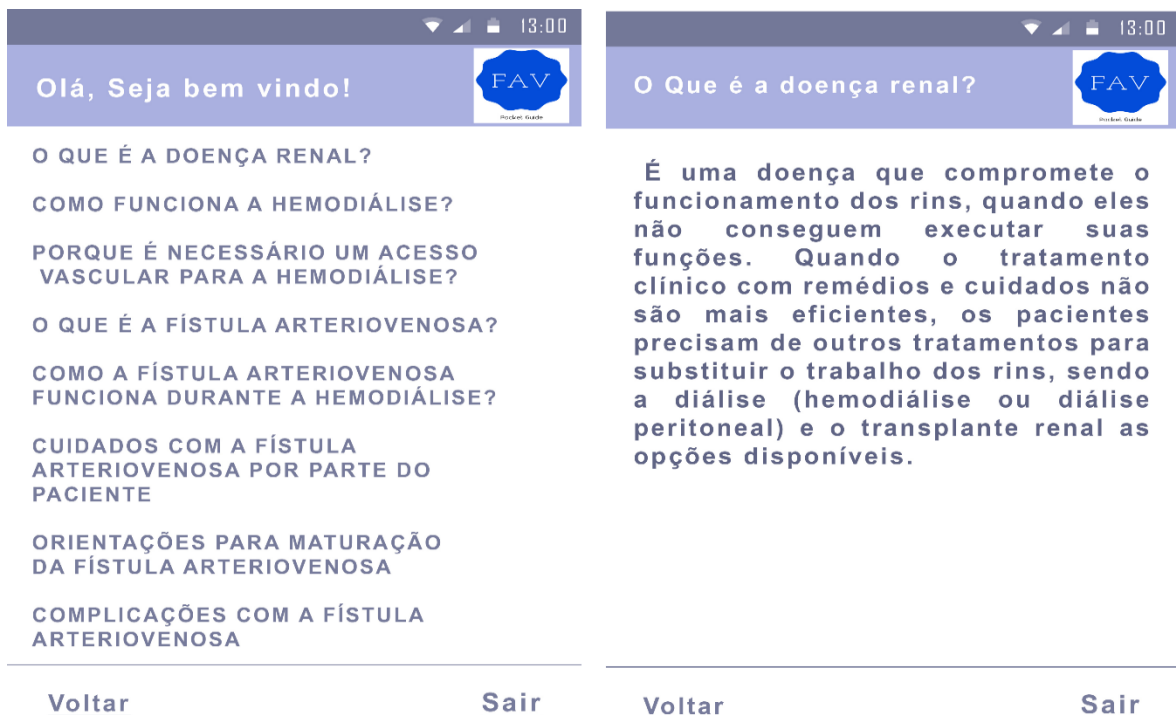 13:00
Olá, Seja bem vindo!
FAV
Pocket Guide
O QUE É A DOENÇA RENAL?
COMO FUNCIONA A HEMODIÁLISE?
PORQUE É NECESSÁRIO UM ACESSO
VASCULAR PARA A HEMODIÁLISE?
O QUE É A FÍSTULA ARTERIOVENOSA?
COMO A FÍSTULA ARTERIOVENOSA
FUNCIONA DURANTE A HEMODIÁLISE?
CUIDADOS COM A FÍSTULA
ARTERIOVENOSA POR PARTE DO
PACIENTE
ORIENTAÇÕES PARA MATURAÇÃO
DA FÍSTULA ARTERIOVENOSA
COMPLICAÇÕES COM A FÍSTULA
ARTERIOVENOSA
Voltar
Sair
13:00
O Que é a doença renal?
FAV
Pocket Guide
É uma doença que compromete o
funcionamento dos rins, quando eles
não conseguem executar suas
funções. Quando o tratamento
clínico com remédios e cuidados não
são mais eficientes, os pacientes
precisam de outros tratamentos para
substituir o trabalho dos rins, sendo
a diálise (hemodiálise ou diálise
peritoneal) e o transplante renal as
opções disponíveis.
Voltar
Sair